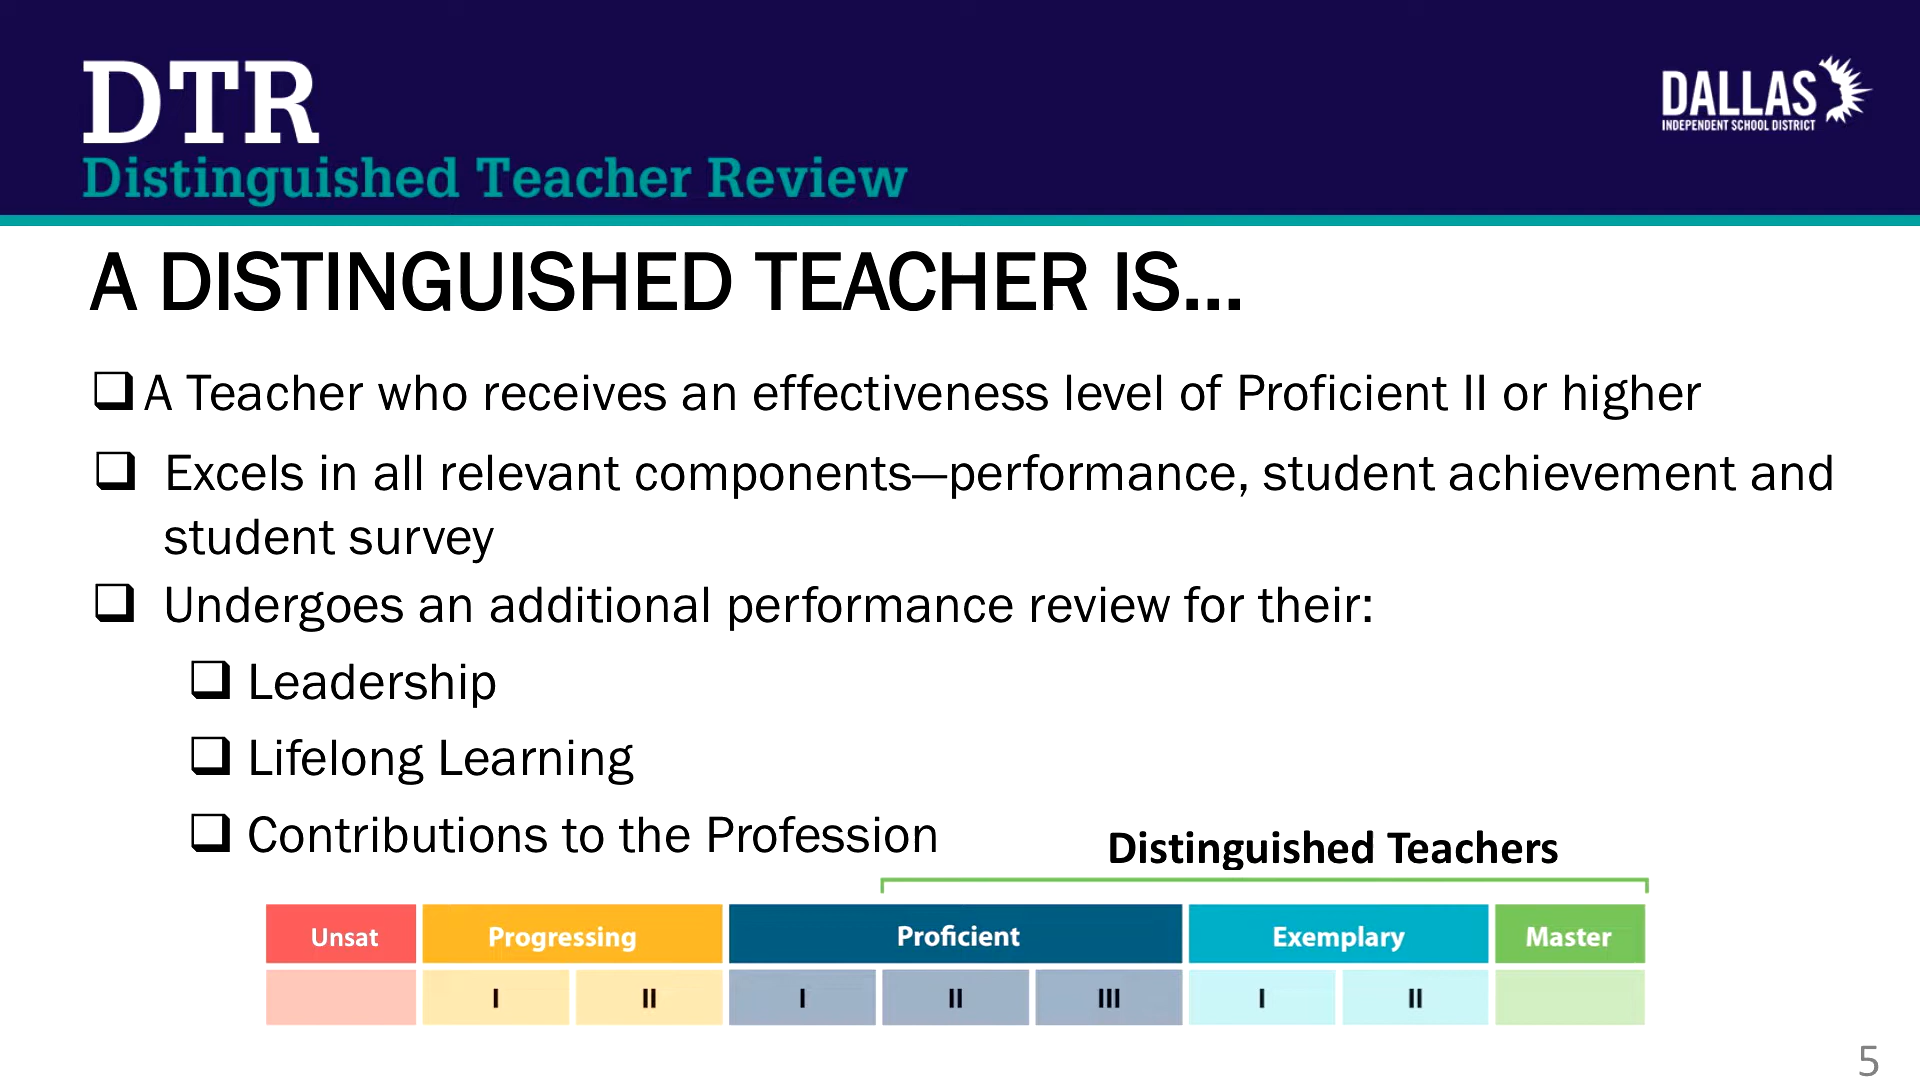 DTR
Distinguished Teacher Review
DALLAS
INDEPENDENT SCHOOL DISTRICT
A DISTINGUISHED TEACHER IS...
A Teacher who receives an effectiveness level of Proficient II or higher
Excels in all relevant components—performance, student achievement and
student survey
Undergoes an additional performance review for their:
Leadership
Lifelong Learning
Contributions to the Profession
Distinguished Teachers
Unsat Progressing Proficient Exemplary Master
I II I II III I II
5